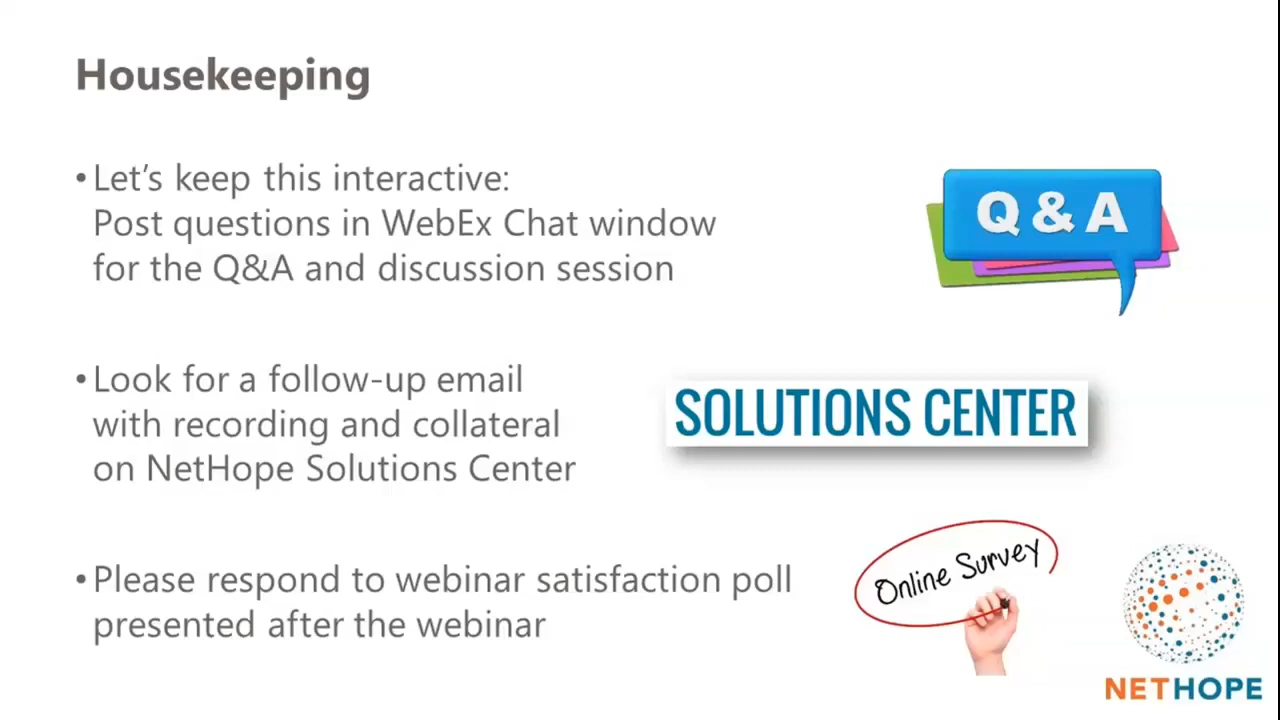 Housekeeping
•Let’s keep this interactive:
Post questions in WebEx Chat window
for the Q&A and discussion session
Q & A
•Look for a follow-up email
with recording and collateral
on NetHope Solutions Center
SOLUTIONS CENTER
•Please respond to webinar satisfaction poll
presented after the webinar
Online Survey
NETHOPE